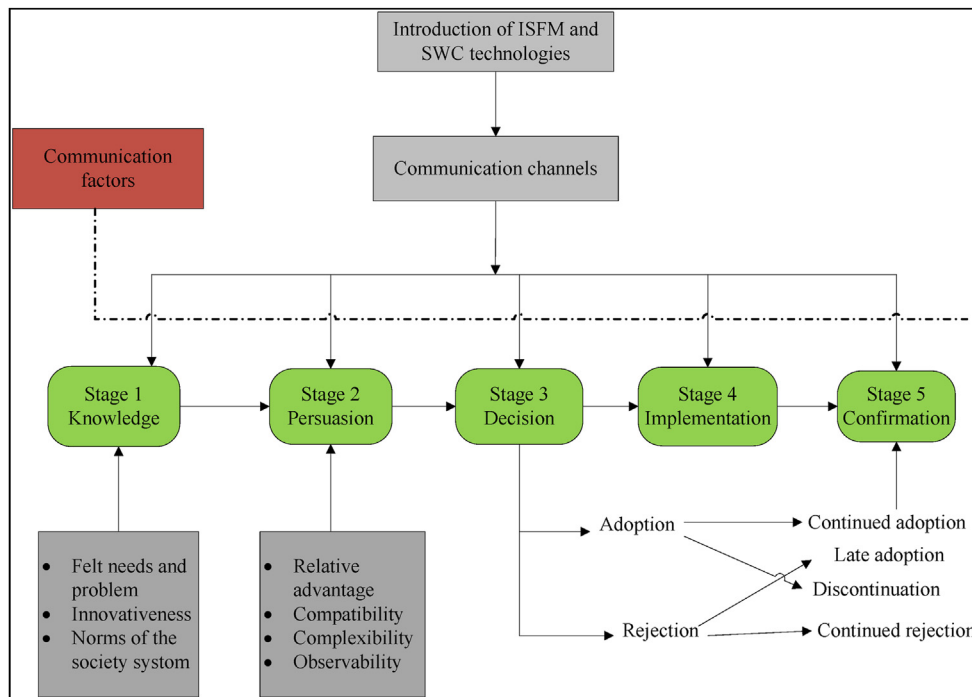 Introduction of ISFM and
SWC technologies
Communication
factors
Communication channels
Stage 1
Knowledge
Stage 2
Persuasion
Stage 3
Decision
Stage 4
Implementation
Stage 5
Confirmation
• Felt needs and
problem
• Innovativeness
• Norms of the
society system
• Relative
advantage
• Compatibility
• Complexibility
• Observability
Adoption
Continued adoption
Late adoption
Discontinuation
Rejection
Continued rejection